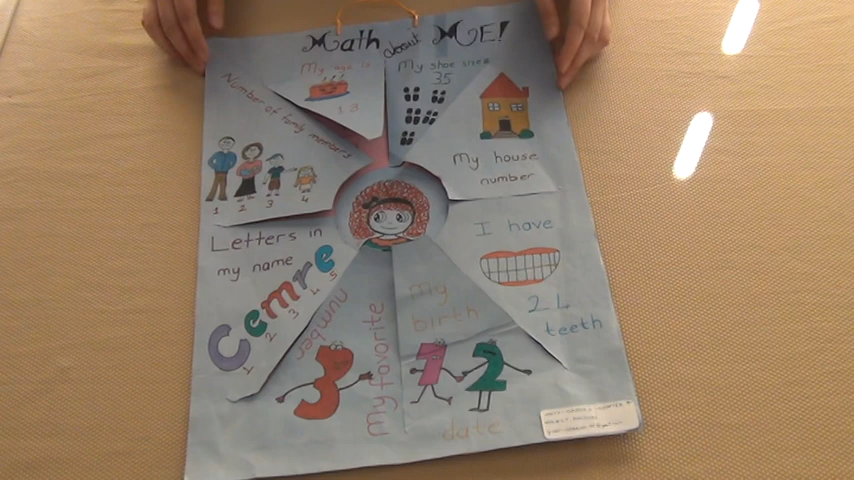 Math about ME!
My age is
13
My shoe size
35
Number of family members
1 2 3 4
My house
number
I have
24
teeth
Letters in
my name
Cemre
1 2 3 4 5
My favorite
number
3
My
birth
12
date